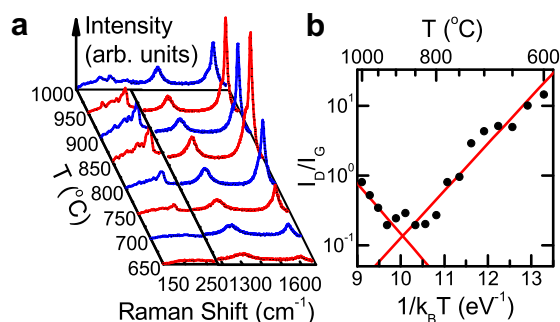 a
Intensity
(arb. units)
1000
950
900
850
800
750
700
650
T (°C)
150 250 1300 1600
Raman Shift (cm⁻¹)
b
T (°C)
1000 800 600
10¹
10⁰
10⁻¹
I_D/I_G
9 10 11 12 13
1/k_BT (eV⁻¹)